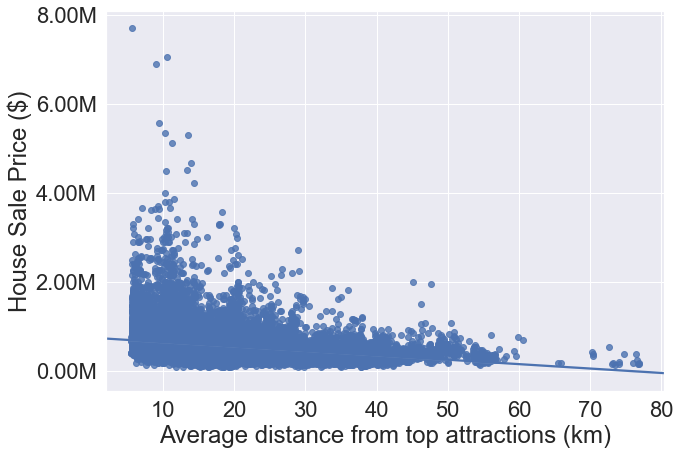 8.00M
6.00M
4.00M
2.00M
0.00M
House Sale Price ($)
10 20 30 40 50 60 70 80
Average distance from top attractions (km)